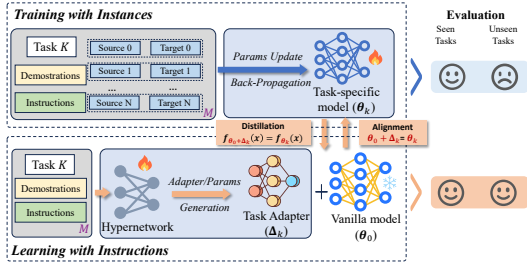 Training with Instances
Evaluation
Task K
Source 0
Target 0
Seen
Tasks
Unseen
Tasks
Demostrations
Source 1
Target 1
...
...
Instructions
Source N
Target N
M
Params Update
Back-Propagation
Task-specific
model (θk)
Distillation
fθ0+Δk(x) = fθk(x)
Alignment
θ0 + Δk= θk
Task K
Demostrations
Instructions
M
Hypernetwork
Adapter/Params
Generation
Task Adapter
(Δk)
+
Vanilla model
(θ0)
Learning with Instructions